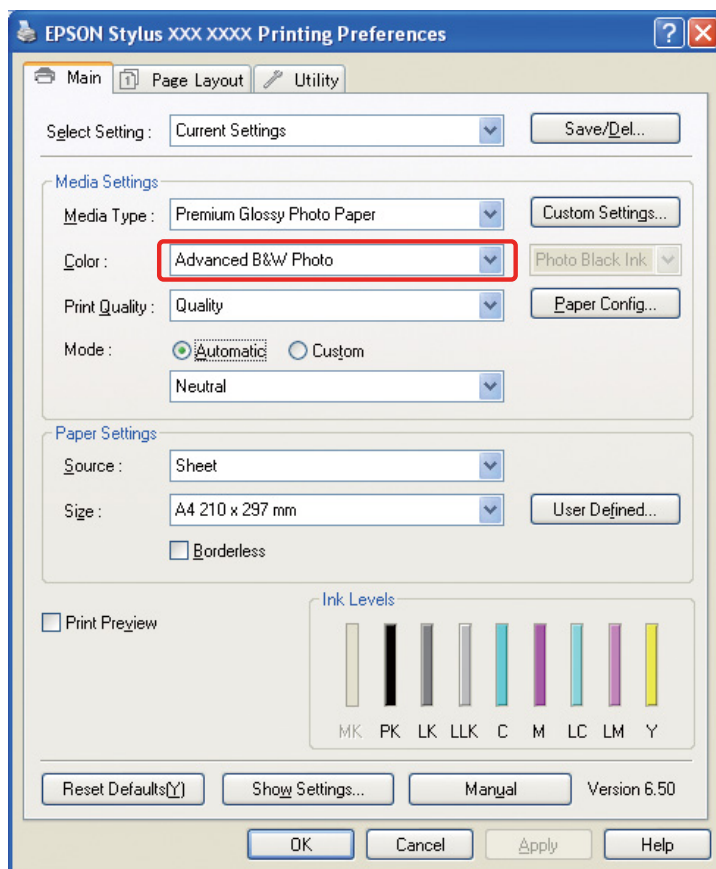 EPSON Stylus XXX XXXX Printing Preferences
Main Page Layout Utility
Select Setting : Current Settings Save/Del...
Media Settings
Media Type : Premium Glossy Photo Paper Custom Settings...
Color : Advanced B&W Photo Photo Black Ink
Print Quality : Quality Paper Config...
Mode : Automatic Custom
Neutral
Paper Settings
Source : Sheet
Size : A4 210 x 297 mm User Defined...
Borderless
Ink Levels
Print Preview
MK PK LK LLK C M LC LM Y
Reset Defaults(Y) Show Settings... Manual Version 6.50
OK Cancel Apply Help